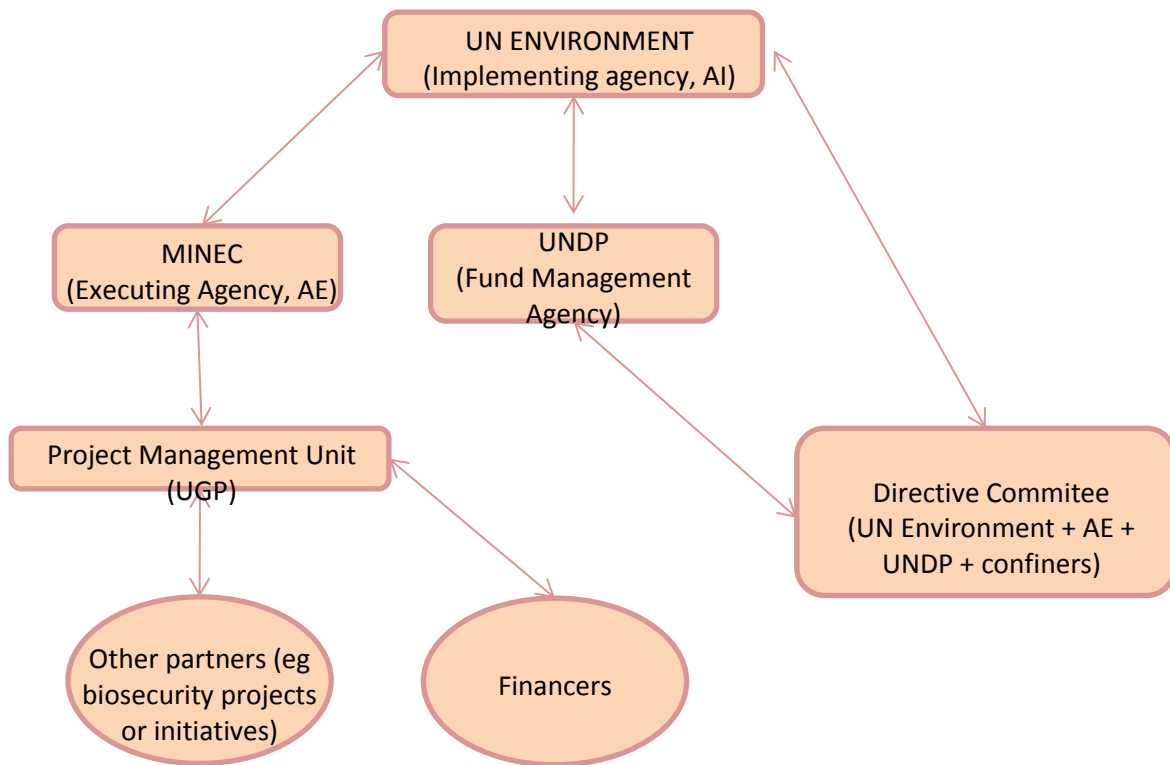 UN ENVIRONMENT
(Implementing agency, AI)
MINEC
(Executing Agency, AE)
UNDP
(Fund Management
Agency)
Project Management Unit
(UGP)
Directive Commitee
(UN Environment + AE +
UNDP + confiners)
Other partners (eg
biosecurity projects
or initiatives)
Financers